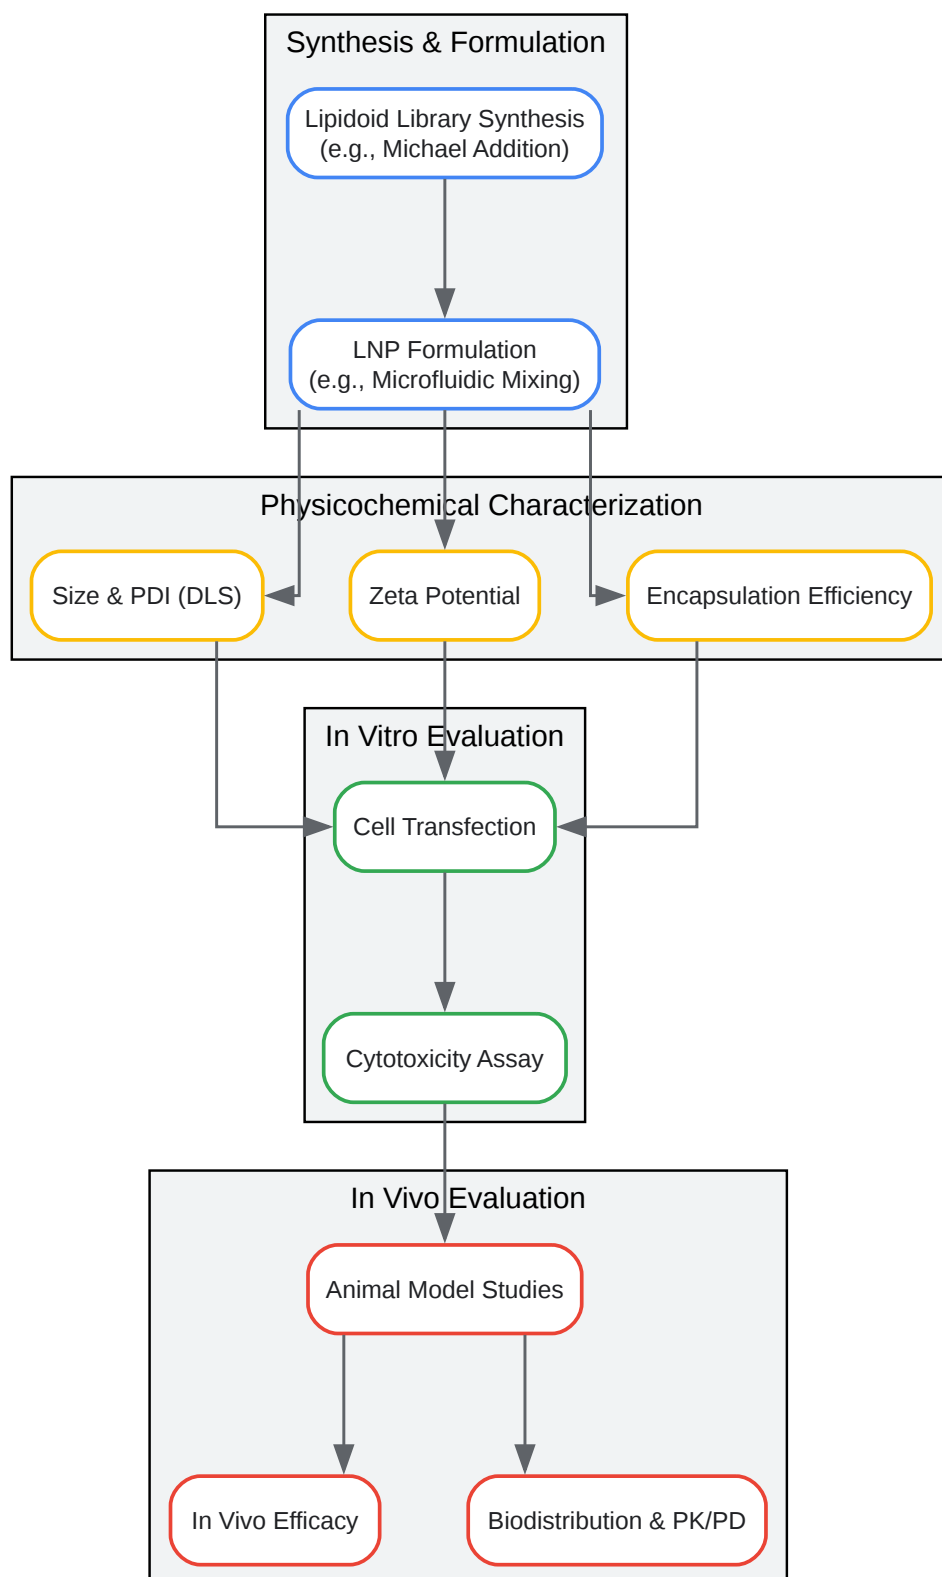 Synthesis & Formulation
Lipidoid Library Synthesis
(e.g., Michael Addition)
LNP Formulation
(e.g., Microfluidic Mixing)
Physicochemical Characterization
Size & PDI (DLS)
Zeta Potential
Encapsulation Efficiency
In Vitro Evaluation
Cell Transfection
Cytotoxicity Assay
In Vivo Evaluation
Animal Model Studies
In Vivo Efficacy
Biodistribution & PK/PD